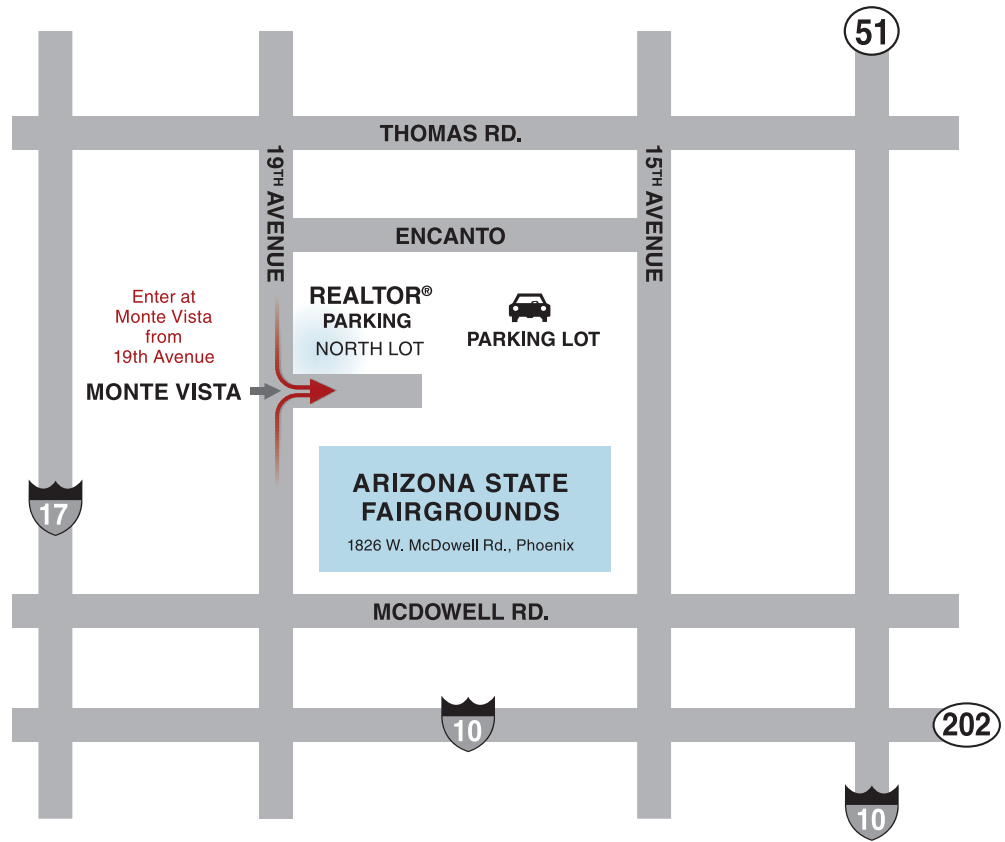 51
THOMAS RD.
19TH AVENUE
15TH AVENUE
ENCANTO
Enter at
Monte Vista
from
19th Avenue
MONTE VISTA
REALTOR®
PARKING
NORTH LOT
PARKING LOT
17
ARIZONA STATE
FAIRGROUNDS
1826 W. McDowell Rd., Phoenix
MCDOWELL RD.
10
202
10